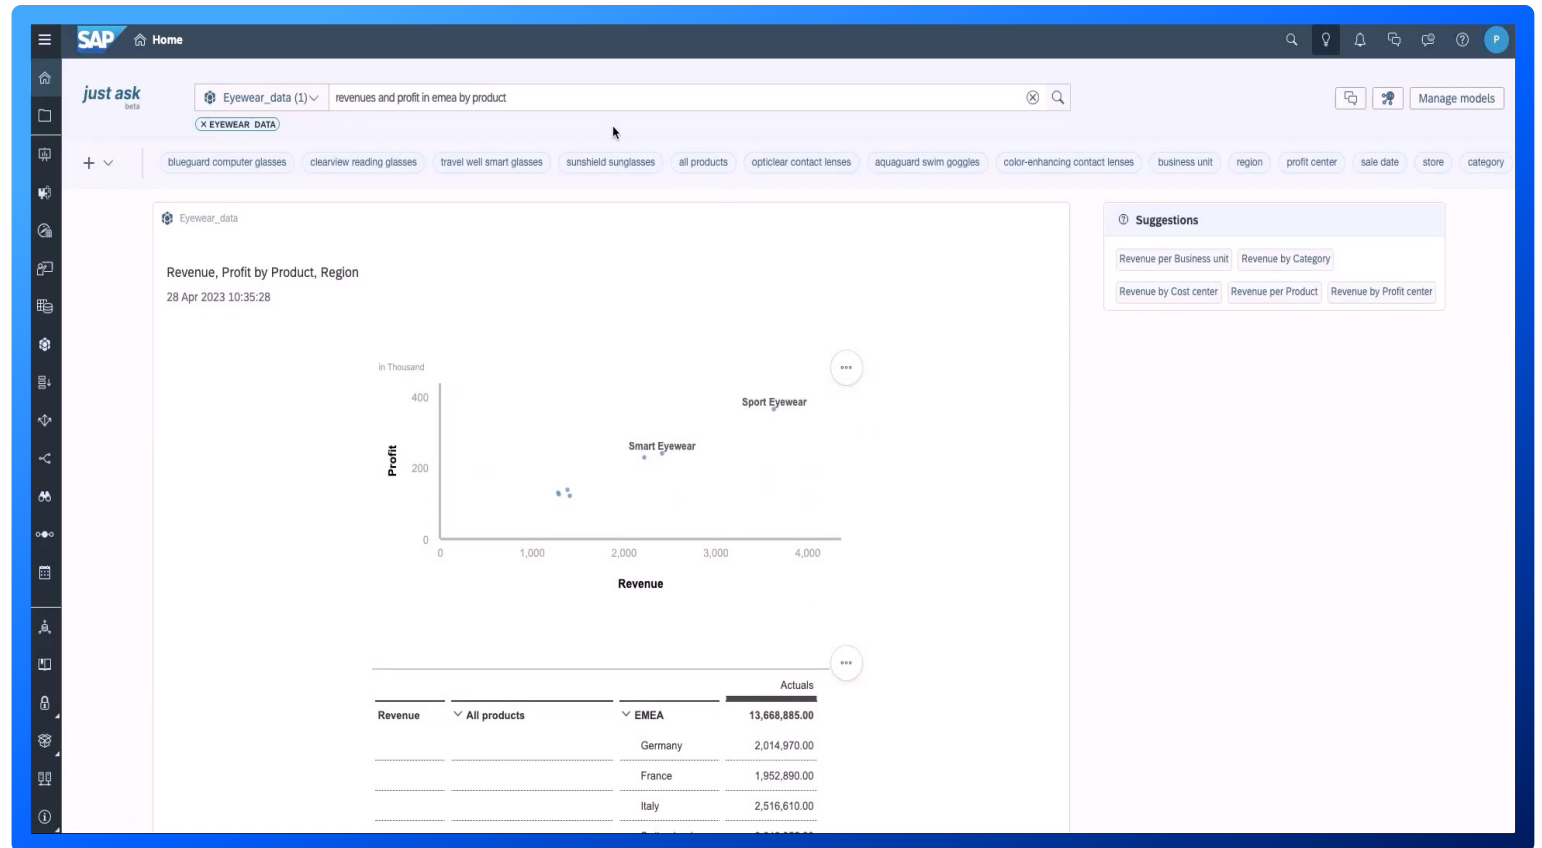 SAP Home P
just ask
beta
Eyewear_data (1) revenues and profit in emea by product
Manage models
× EYEWEAR DATA
blueguard computer glasses clearview reading glasses travel well smart glasses sunshield sunglasses all products opticlear contact lenses aquaguard swim goggles color-enhancing contact lenses business unit region profit center sale date store category
Eyewear_data
Suggestions
Revenue per Business unit Revenue by Category
Revenue by Cost center Revenue per Product Revenue by Profit center
Revenue, Profit by Product, Region
28 Apr 2023 10:35:28
in Thousand
400
Sport Eyewear
Smart Eyewear
Profit
200
0
0 1,000 2,000 3,000 4,000
Revenue
Actuals
Revenue All products EMEA 13,668,885.00
Germany 2,014,970.00
France 1,952,890.00
Italy 2,516,610.00